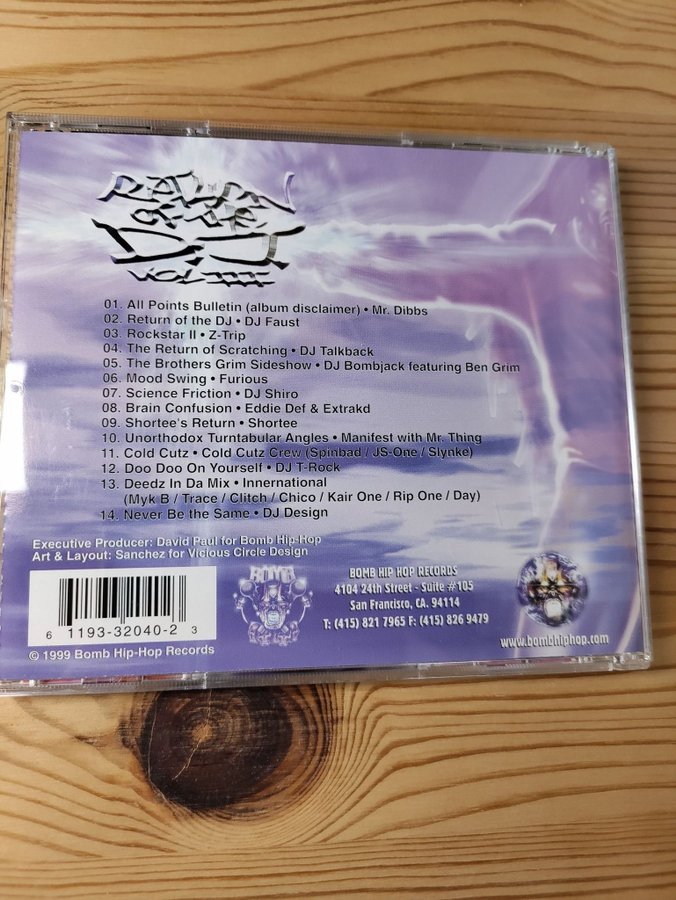 RETURN
OF THE
DJ
VOL III
01. All Points Bulletin (album disclaimer) • Mr. Dibbs
02. Return of the DJ • DJ Faust
03. Rockstar II • Z-Trip
04. The Return of Scratching • DJ Talkback
05. The Brothers Grim Sideshow • DJ Bombjack featuring Ben Grim
06. Mood Swing • Furious
07. Science Friction • DJ Shiro
08. Brain Confusion • Eddie Def & Extrakd
09. Shortee's Return • Shortee
10. Unorthodox Turntabular Angles • Manifest with Mr. Thing
11. Cold Cutz • Cold Cutz Crew (Spinbad / JS-One / Slynke)
12. Doo Doo On Yourself • DJ T-Rock
13. Deedz In Da Mix • Innernational
(Myk B / Trace / Clitch / Chico / Kair One / Rip One / Day)
14. Never Be the Same • DJ Design
Executive Producer: David Paul for Bomb Hip-Hop
Art & Layout: Sanchez for Vicious Circle Design
6 1193-32040-2 3
© 1999 Bomb Hip-Hop Records
BOMB
BOMB HIP HOP RECORDS
4104 24th Street - Suite #105
San Francisco, CA. 94114
T: (415) 821 7965 F: (415) 826 9479
www.bombhiphop.com